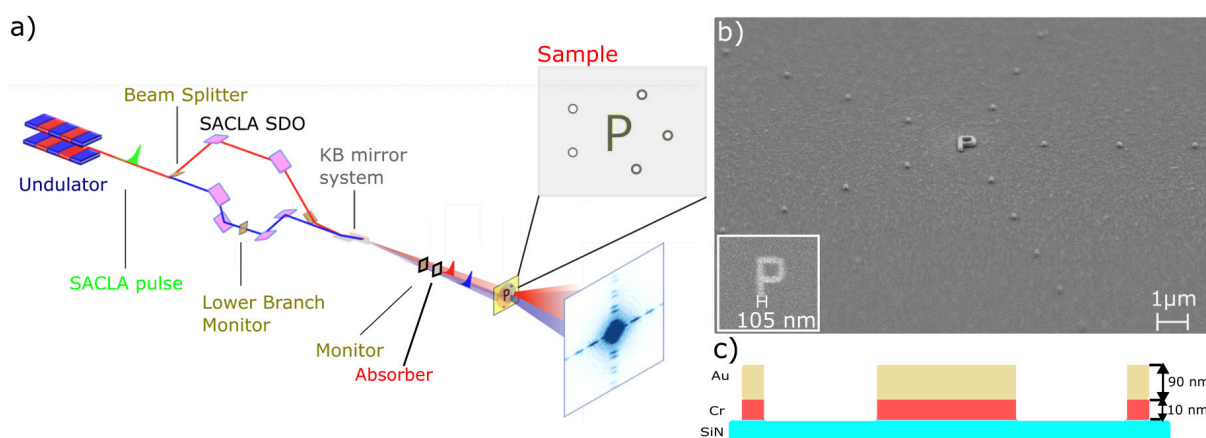 a)
Sample
Beam Splitter
SACLA SDO
KB mirror
system
P
Undulator
SACLA pulse
Lower Branch
Monitor
Monitor
Absorber
P
b)
P
P
105 nm
1μm
c)
Au
90 nm
Cr
10 nm
SiN